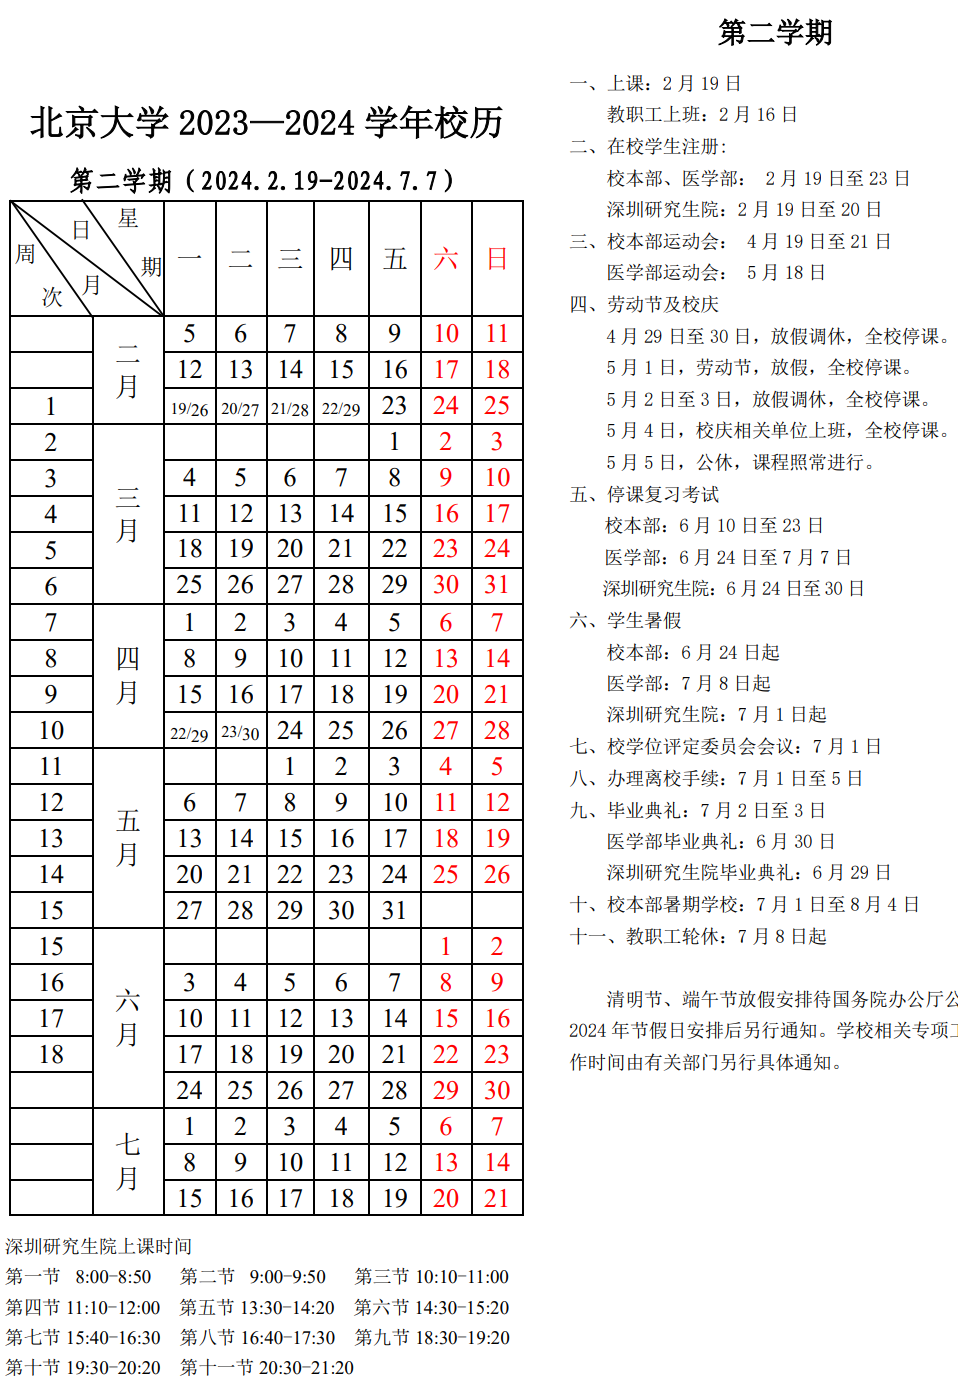 北京大学 2023—2024 学年校历
第二学期（2024.2.19-2024.7.7）
周次 月 日 星期 一 二 三 四 五 六 日
二月
5 6 7 8 9 10 11
12 13 14 15 16 17 18
1 19/26 20/27 21/28 22/29 23 24 25
三月
2 1 2 3
3 4 5 6 7 8 9 10
4 11 12 13 14 15 16 17
5 18 19 20 21 22 23 24
6 25 26 27 28 29 30 31
四月
7 1 2 3 4 5 6 7
8 8 9 10 11 12 13 14
9 15 16 17 18 19 20 21
10 22/29 23/30 24 25 26 27 28
五月
11 1 2 3 4 5
12 6 7 8 9 10 11 12
13 13 14 15 16 17 18 19
14 20 21 22 23 24 25 26
15 27 28 29 30 31
六月
15 1 2
16 3 4 5 6 7 8 9
17 10 11 12 13 14 15 16
18 17 18 19 20 21 22 23
24 25 26 27 28 29 30
七月
1 2 3 4 5 6 7
8 9 10 11 12 13 14
15 16 17 18 19 20 21
深圳研究生院上课时间
第一节 8:00-8:50 第二节 9:00-9:50 第三节 10:10-11:00
第四节 11:10-12:00 第五节 13:30-14:20 第六节 14:30-15:20
第七节 15:40-16:30 第八节 16:40-17:30 第九节 18:30-19:20
第十节 19:30-20:20 第十一节 20:30-21:20
第二学期
一、上课：2 月 19 日
教职工上班：2 月 16 日
二、在校学生注册：
校本部、医学部： 2 月 19 日至 23 日
深圳研究生院：2 月 19 日至 20 日
三、校本部运动会： 4 月 19 日至 21 日
医学部运动会： 5 月 18 日
四、劳动节及校庆
4 月 29 日至 30 日，放假调休，全校停课。
5 月 1 日，劳动节，放假，全校停课。
5 月 2 日至 3 日，放假调休，全校停课。
5 月 4 日，校庆相关单位上班，全校停课。
5 月 5 日，公休，课程照常进行。
五、停课复习考试
校本部：6 月 10 日至 23 日
医学部：6 月 24 日至 7 月 7 日
深圳研究生院：6 月 24 日至 30 日
六、学生暑假
校本部：6 月 24 日起
医学部：7 月 8 日起
深圳研究生院：7 月 1 日起
七、校学位评定委员会会议：7 月 1 日
八、办理离校手续：7 月 1 日至 5 日
九、毕业典礼：7 月 2 日至 3 日
医学部毕业典礼：6 月 30 日
深圳研究生院毕业典礼：6 月 29 日
十、校本部暑期学校：7 月 1 日至 8 月 4 日
十一、教职工轮休：7 月 8 日起
清明节、端午节放假安排待国务院办公厅公
2024 年节假日安排后另行通知。学校相关专项工
作时间由有关部门另行具体通知。